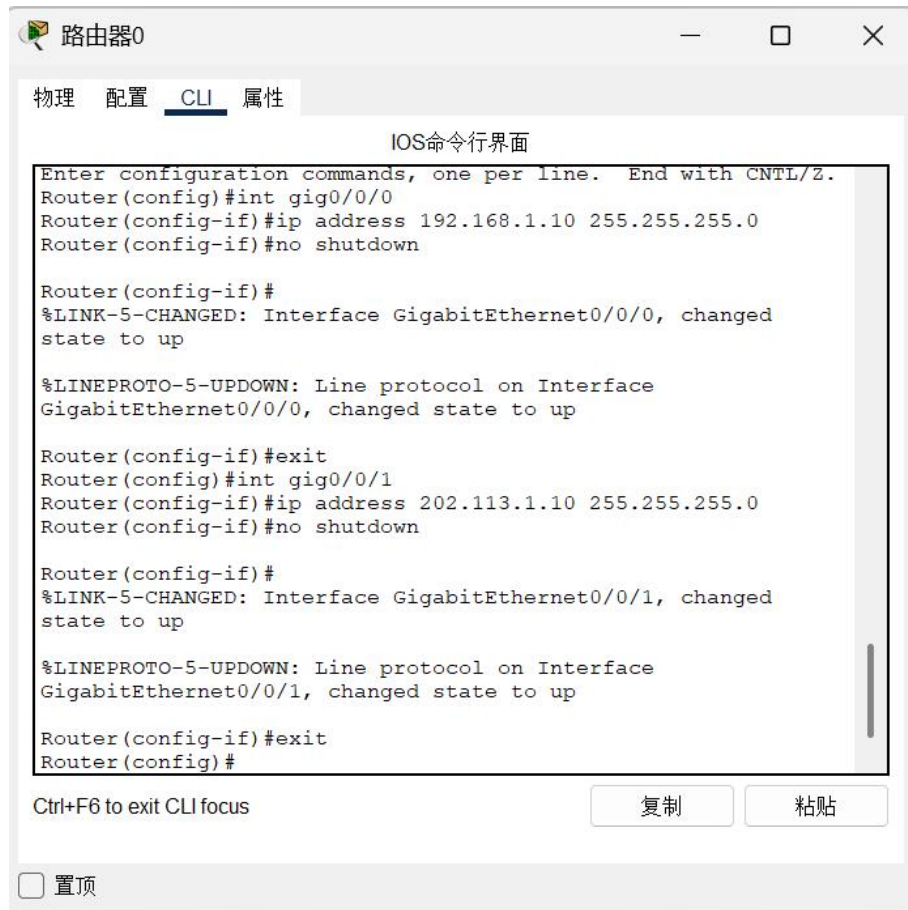 路由器0
物理 配置 CLI 属性
IOS命令行界面
Enter configuration commands, one per line.  End with CNTL/Z.
Router(config)#int gig0/0/0
Router(config-if)#ip address 192.168.1.10 255.255.255.0
Router(config-if)#no shutdown
Router(config-if)#
%LINK-5-CHANGED: Interface GigabitEthernet0/0/0, changed
state to up
%LINEPROTO-5-UPDOWN: Line protocol on Interface
GigabitEthernet0/0/0, changed state to up
Router(config-if)#exit
Router(config)#int gig0/0/1
Router(config-if)#ip address 202.113.1.10 255.255.255.0
Router(config-if)#no shutdown
Router(config-if)#
%LINK-5-CHANGED: Interface GigabitEthernet0/0/1, changed
state to up
%LINEPROTO-5-UPDOWN: Line protocol on Interface
GigabitEthernet0/0/1, changed state to up
Router(config-if)#exit
Router(config)#
Ctrl+F6 to exit CLI focus
复制 粘贴
置顶